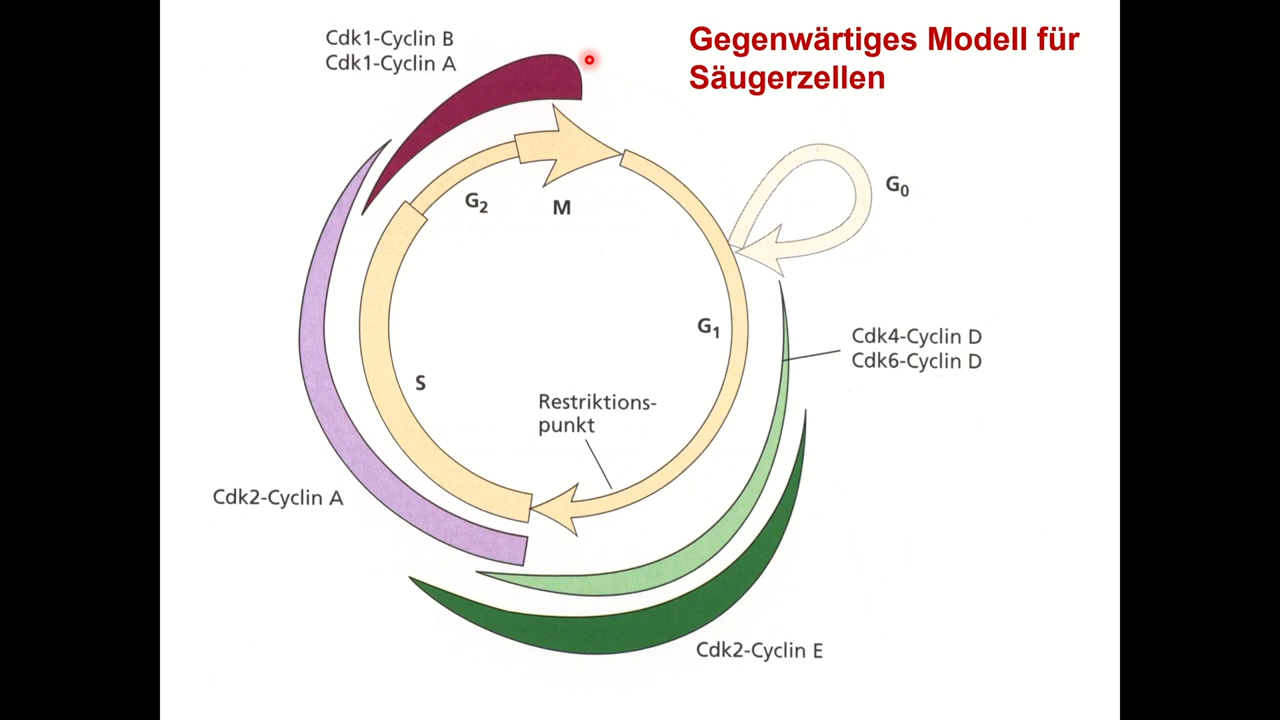 Gegenwärtiges Modell für
Säugerzellen
Cdk1-Cyclin B
Cdk1-Cyclin A
G₀
G₂
M
G₁
Cdk4-Cyclin D
Cdk6-Cyclin D
S
Restriktions-
punkt
Cdk2-Cyclin A
Cdk2-Cyclin E